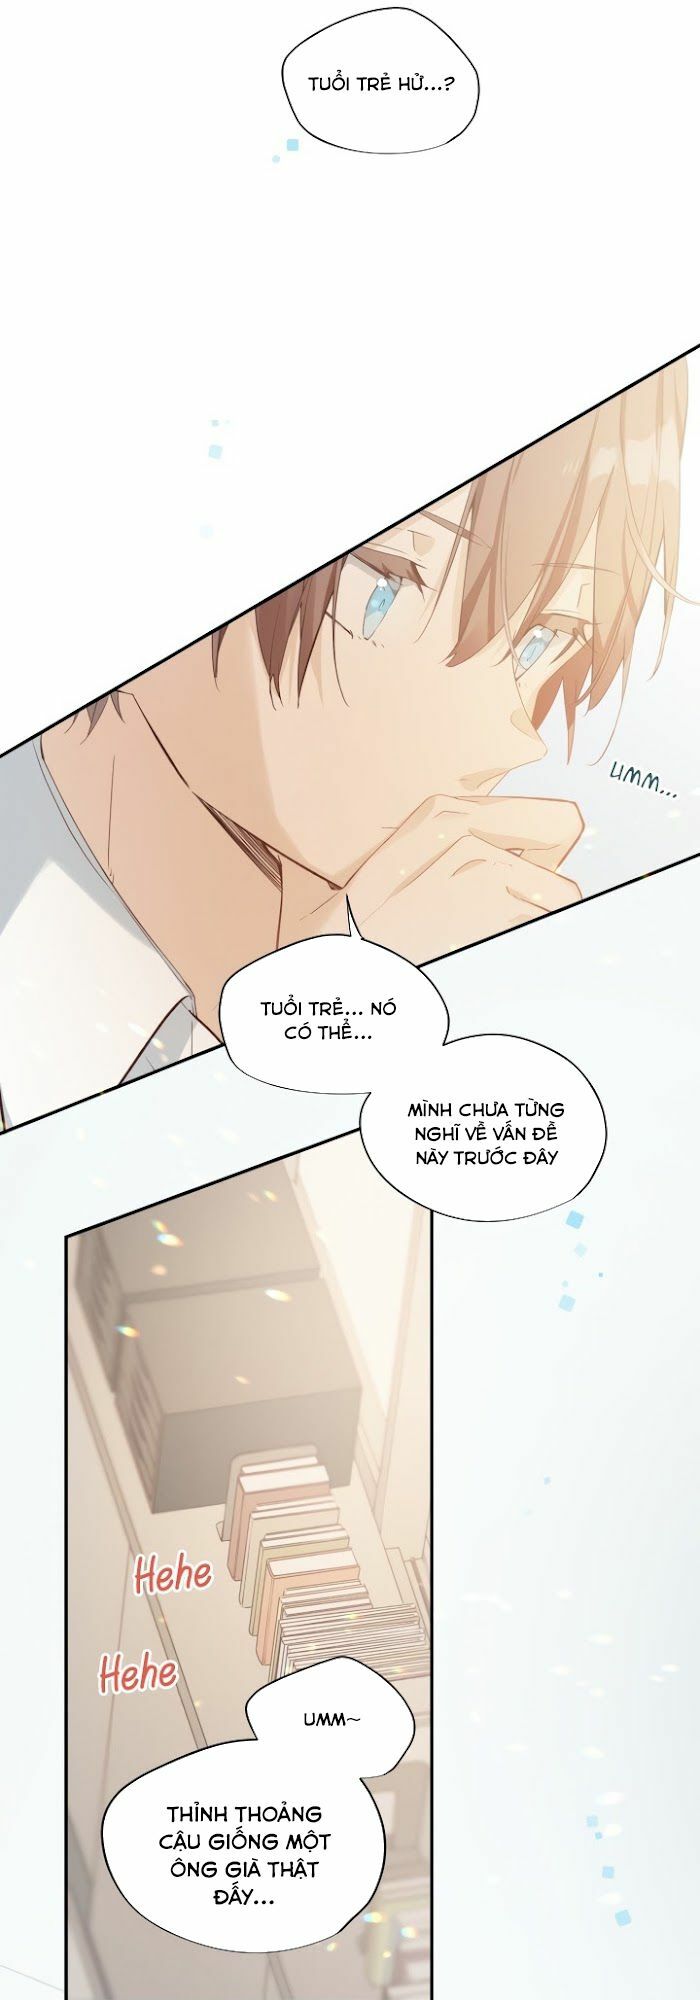 TUỔI TRẺ HỬ...?
UMM...
TUỔI TRẺ... NÓ
CÓ THỂ...
MÌNH CHƯA TỪNG
NGHĨ VỀ VẤN ĐỀ
NÀY TRƯỚC ĐÂY
Hehe
Hehe
UMM~
THỈNH THOẢNG
CẬU GIỐNG MỘT
ÔNG GIÀ THẬT
ĐẤY...